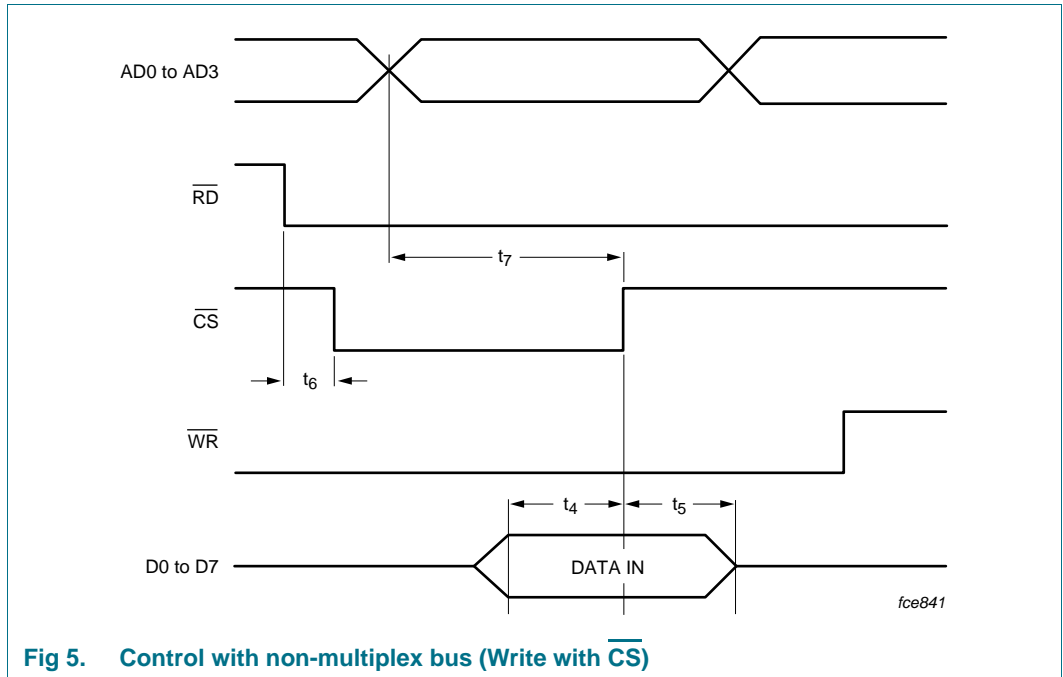 AD0 to AD3
RD
t7
CS
t6
WR
t4
t5
D0 to D7
DATA IN
fce841
Fig 5. Control with non-multiplex bus (Write with CS)